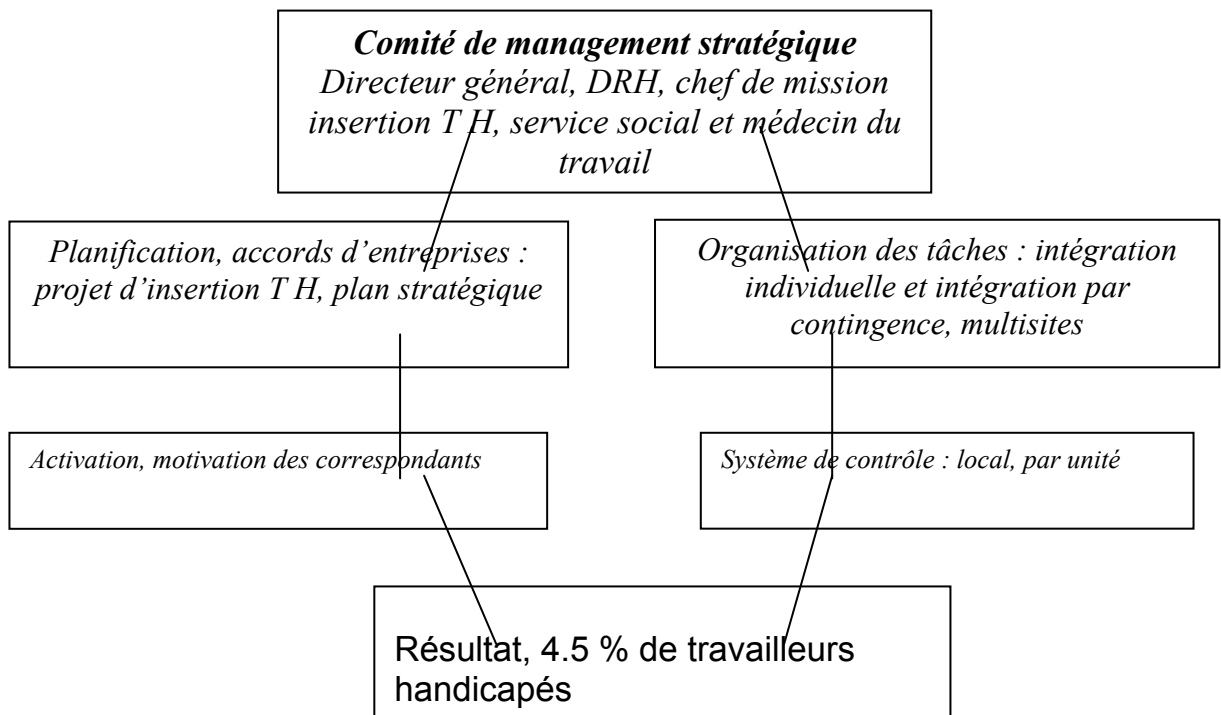 Comité de management stratégique
Directeur général, DRH, chef de mission
insertion T H, service social et médecin du
travail
Planification, accords d’entreprises :
projet d’insertion T H, plan stratégique
Organisation des tâches : intégration
individuelle et intégration par
contingence, multisites
Activation, motivation des correspondants
Système de contrôle : local, par unité
Résultat, 4.5 % de travailleurs
handicapés